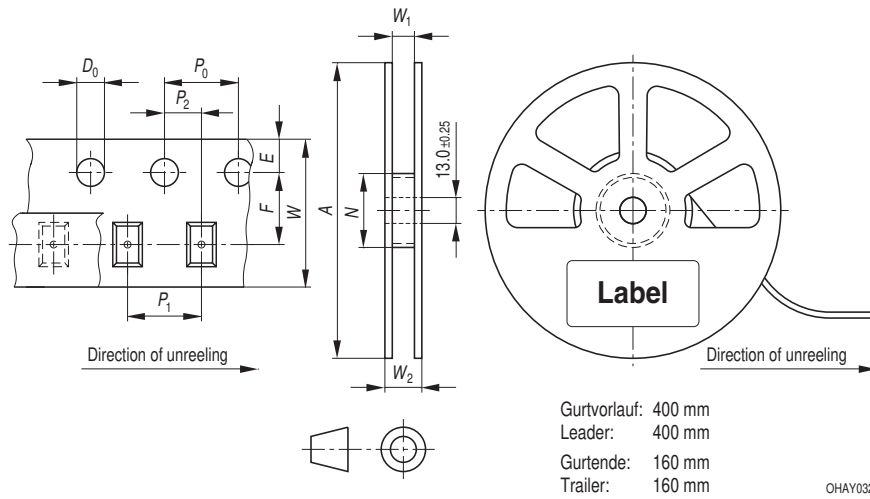 W₁
D₀
P₀
P₂
E
F
W
A
N
13.0 ±0.25
P₁
Label
Direction of unreeling
W₂
Direction of unreeling
Gurtvorlauf: 400 mm
Leader: 400 mm
Gurtende: 160 mm
Trailer: 160 mm